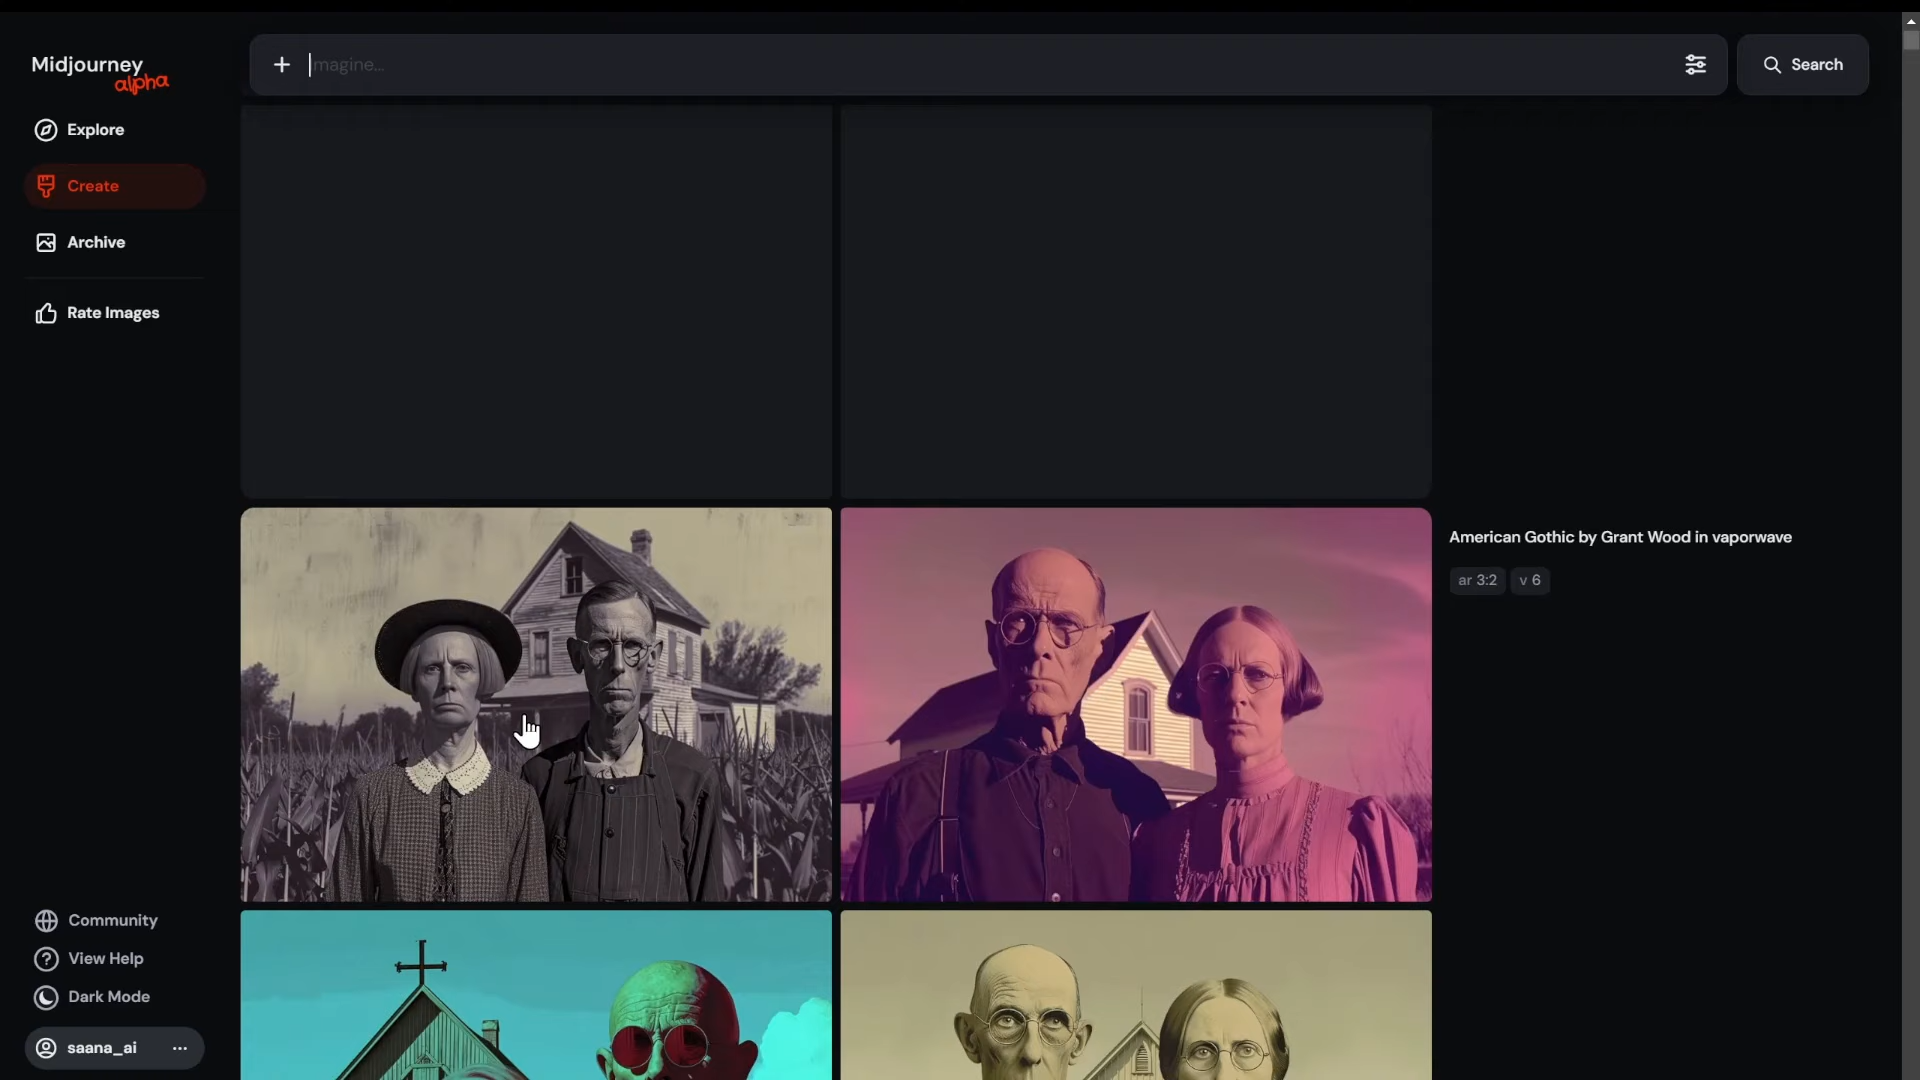 Midjourney
alpha
Imagine...
Search
Explore
Create
Archive
Rate Images
American Gothic by Grant Wood in vaporwave
ar 3:2
v 6
Community
View Help
Dark Mode
saana_ai